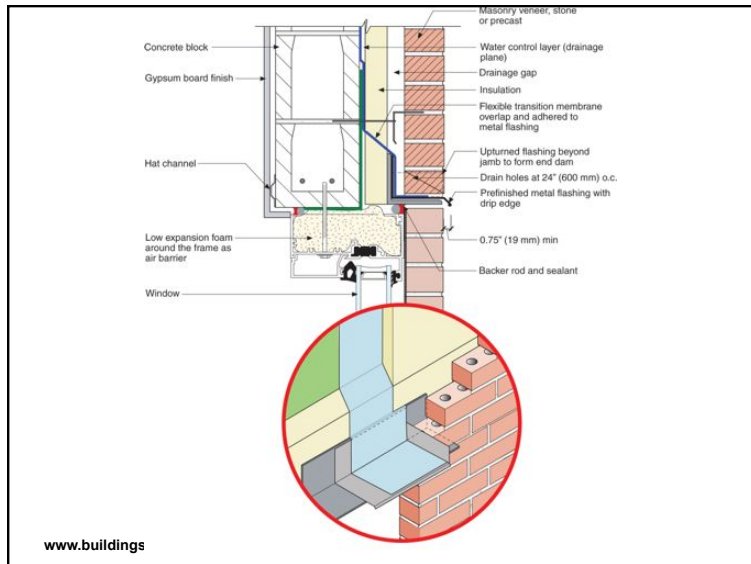 Masonry veneer, stone
or precast
Concrete block
Water control layer (drainage
plane)
Gypsum board finish
Drainage gap
Insulation
Flexible transition membrane
overlap and adhered to
metal flashing
Upturned flashing beyond
jamb to form end dam
Hat channel
Drain holes at 24" (600 mm) o.c.
Prefinished metal flashing with
drip edge
Low expansion foam
around the frame as
air barrier
0.75" (19 mm) min
Backer rod and sealant
Window
www.buildings